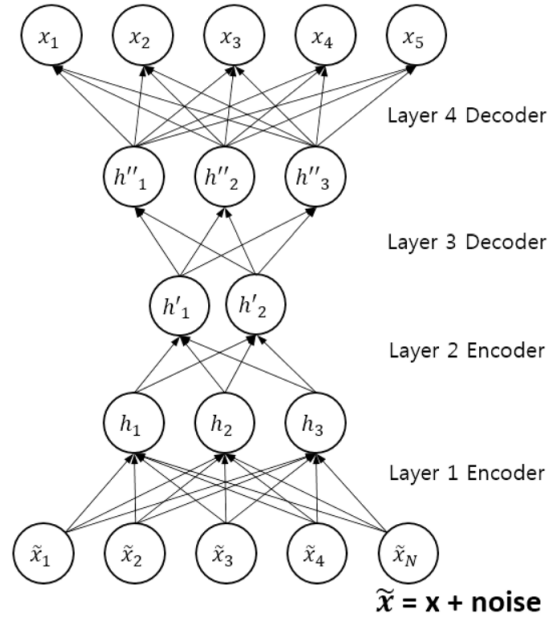 x₁ x₂ x₃ x₄ x₅
Layer 4 Decoder
h″₁ h″₂ h″₃
Layer 3 Decoder
h′₁ h′₂
Layer 2 Encoder
h₁ h₂ h₃
Layer 1 Encoder
x̃₁ x̃₂ x̃₃ x̃₄ x̃_N
x̃ = x + noise